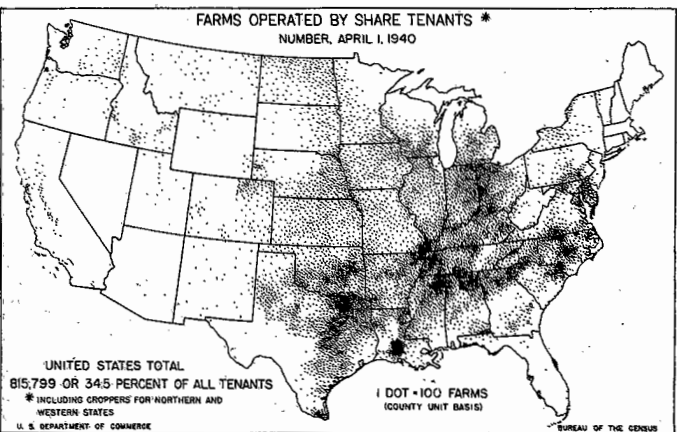 FARMS OPERATED BY SHARE TENANTS *
NUMBER, APRIL 1, 1940
UNITED STATES TOTAL
815,799 OR 34.5 PERCENT OF ALL TENANTS
* INCLUDING CROPPERS FOR NORTHERN AND
WESTERN STATES
U. S. DEPARTMENT OF COMMERCE
1 DOT = 100 FARMS
(COUNTY UNIT BASIS)
BUREAU OF THE CENSUS